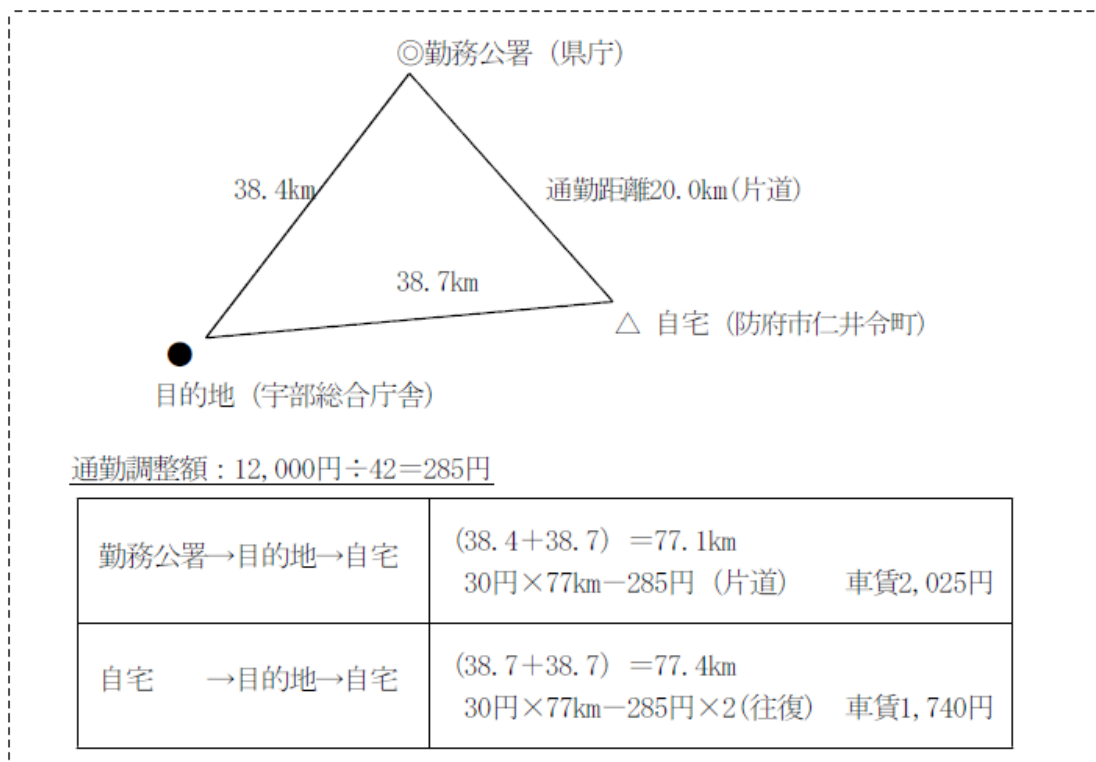 ◎勤務公署（県庁）
38.4km
通勤距離20.0km(片道)
38.7km
△ 自宅（防府市仁井令町）
目的地（宇部総合庁舎）
通勤調整額：12,000円÷42＝285円
勤務公署→目的地→自宅
(38.4＋38.7) ＝77.1km
30円×77km－285円（片道） 車賃2,025円
自宅　　→目的地→自宅
(38.7＋38.7) ＝77.4km
30円×77km－285円×2(往復) 車賃1,740円